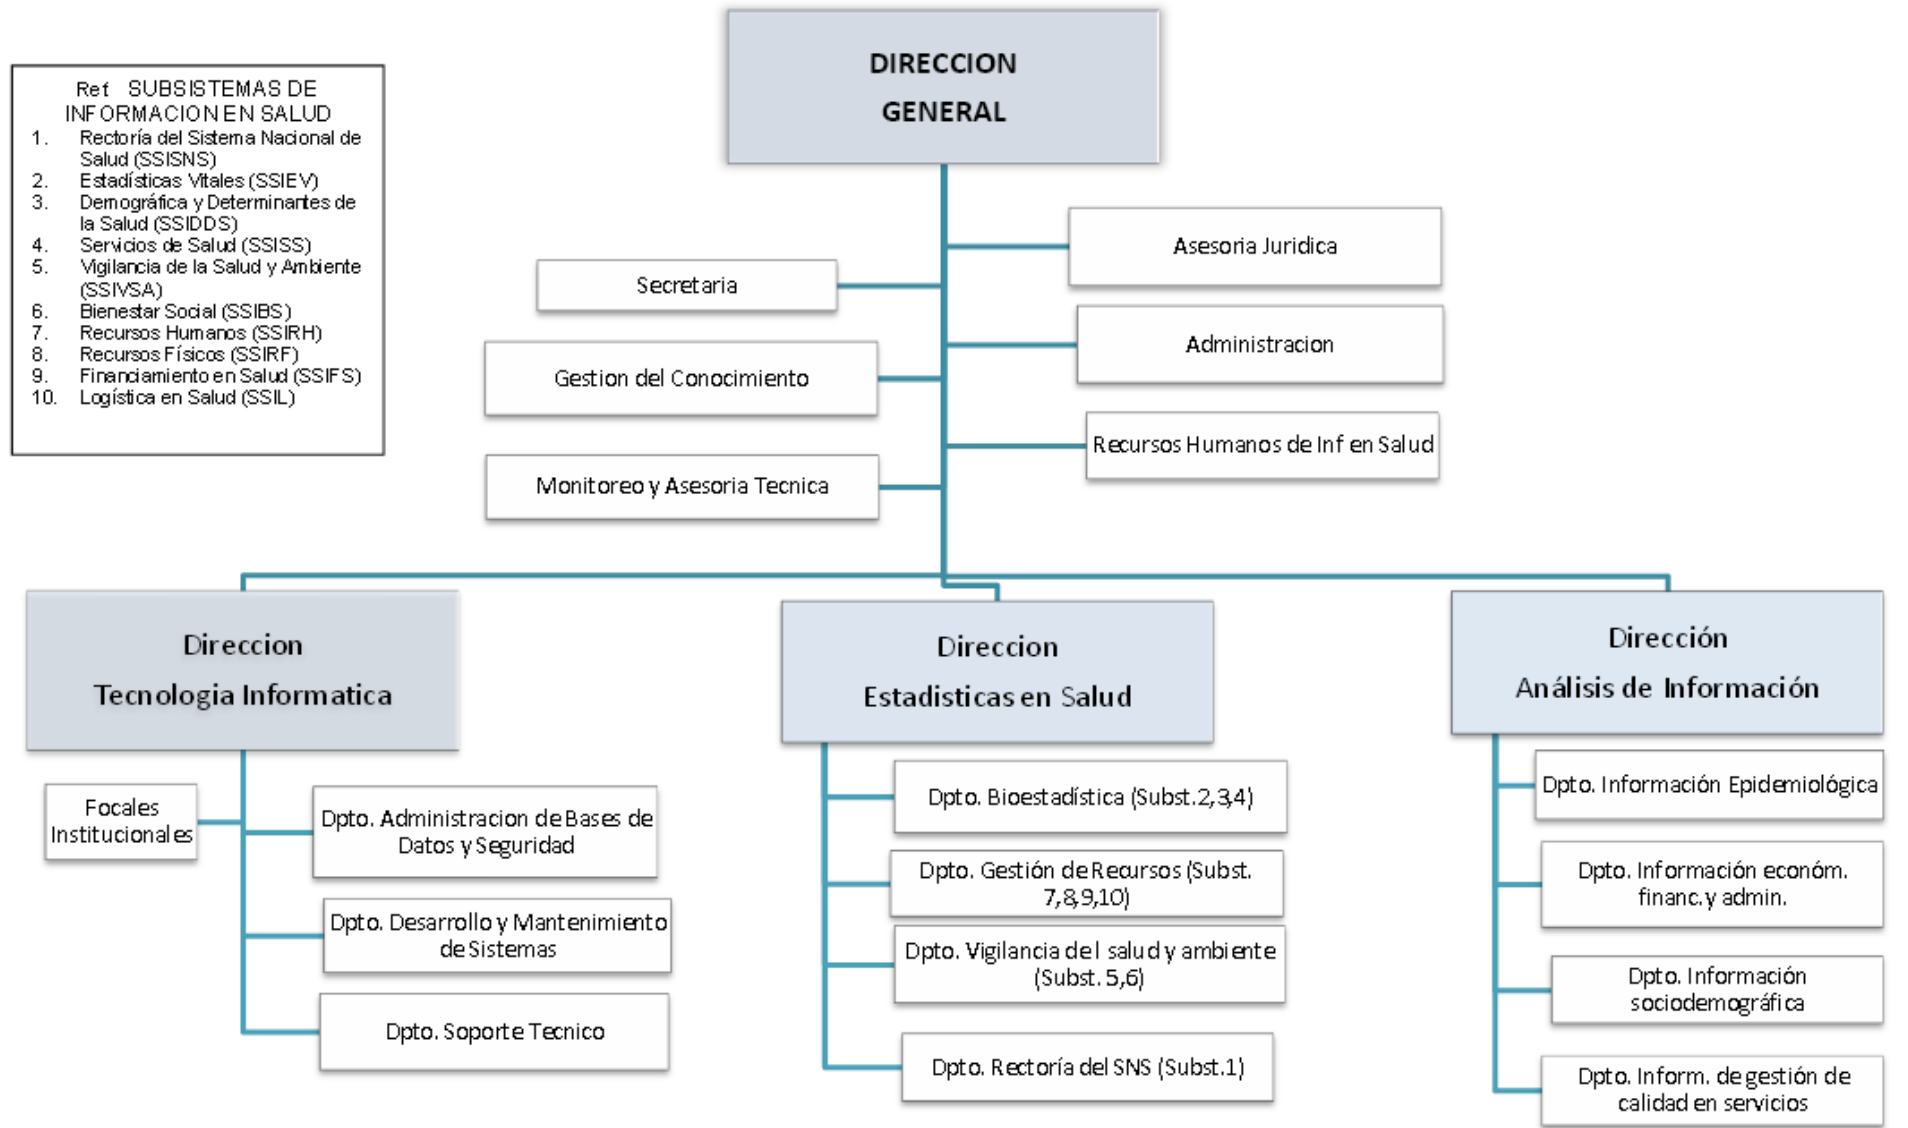 DIRECCION
GENERAL
Ref   SUBSISTEMAS DE
INFORMACION EN SALUD
1. Rectoría del Sistema Nacional de
Salud (SSISNS)
2. Estadísticas Vitales (SSIEV)
3. Demográfica y Determinantes de
la Salud (SSIDDS)
4. Servicios de Salud (SSISS)
5. Vigilancia de la Salud y Ambiente
(SSIVSA)
6. Bienestar Social (SSIBS)
7. Recursos Humanos (SSIRH)
8. Recursos Físicos (SSIRF)
9. Financiamiento en Salud (SSIFS)
10. Logística en Salud (SSIL)
Asesoria Juridica
Secretaria
Administracion
Gestion del Conocimiento
Recursos Humanos de Inf en Salud
Monitoreo y Asesoria Tecnica
Direccion
Tecnologia Informatica
Focales
Institucionales
Dpto. Administracion de Bases de
Datos y Seguridad
Dpto. Desarrollo y Mantenimiento
de Sistemas
Dpto. Soporte Tecnico
Direccion
Estadisticas en Salud
Dpto. Bioestadística (Subst.2,3,4)
Dpto. Gestión de Recursos (Subst.
7,8,9,10)
Dpto. Vigilancia del salud y ambiente
(Subst. 5,6)
Dpto. Rectoría del SNS (Subst.1)
Dirección
Análisis de Información
Dpto. Información Epidemiológica
Dpto. Información económ.
financ.y admin.
Dpto. Información
sociodemográfica
Dpto. Inform. de gestión de
calidad en servicios